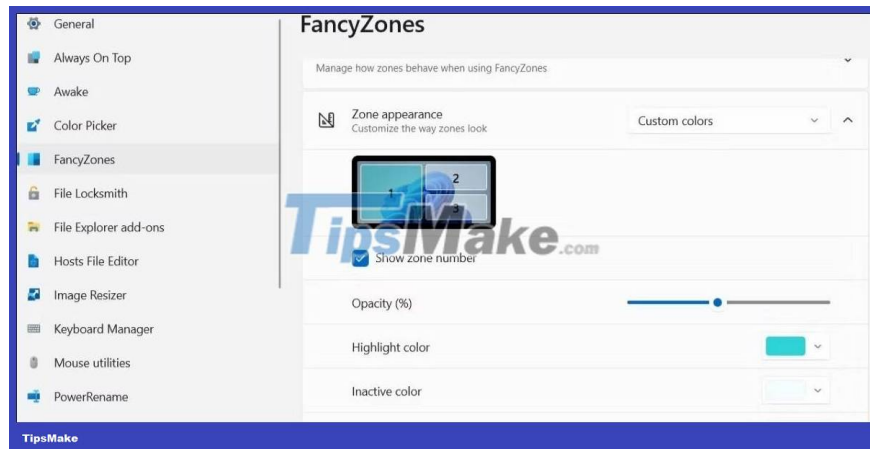 General
Always On Top
Awake
Color Picker
FancyZones
File Locksmith
File Explorer add-ons
Hosts File Editor
Image Resizer
Keyboard Manager
Mouse utilities
PowerRename
FancyZones
Manage how zones behave when using FancyZones
Zone appearance
Customize the way zones look
Custom colors
1
2
3
TipsMake.com
Show zone number
Opacity (%)
Highlight color
Inactive color
TipsMake